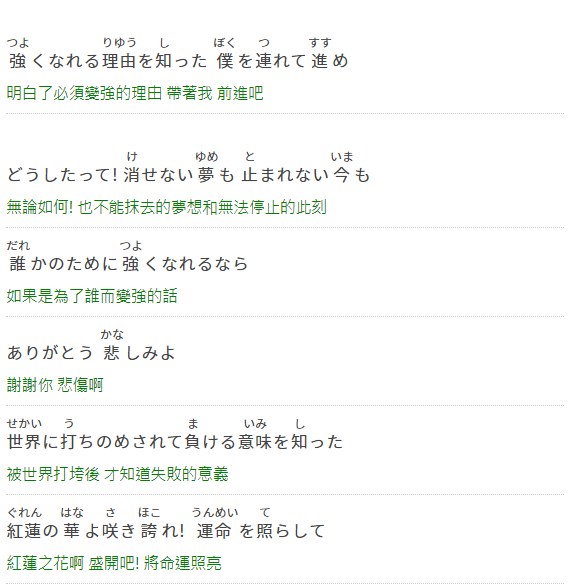 つよ りゆう し ぼく つ すす
強くなれる理由を知った 僕を連れて進め
明白了必須變強的理由 帶著我 前進吧
け ゆめ と いま
どうしたって! 消せない夢も 止まれない今も
無論如何! 也不能抹去的夢想和無法停止的此刻
だれ つよ
誰かのために強くなれるなら
如果是為了誰而變強的話
かな
ありがとう 悲しみよ
謝謝你 悲傷啊
せかい う ま いみ し
世界に打ちのめされて負ける意味を知った
被世界打垮後 才知道失敗的意義
ぐれん はな さ ほこ うんめい て
紅蓮の華よ咲き誇れ! 運命を照らして
紅蓮之花啊 盛開吧! 將命運照亮